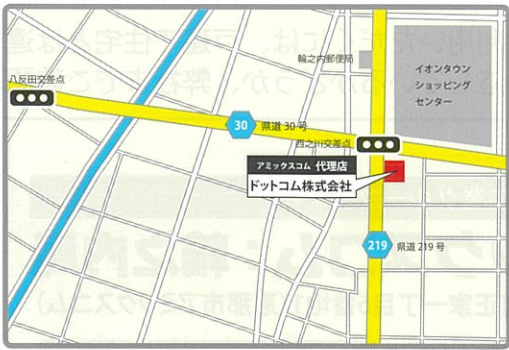 輪之内郵便局
イオンタウン
ショッピング
センター
八反田交差点
30
県道30号
西之川交差点
アミックスコム 代理店
ドットコム株式会社
219
県道219号